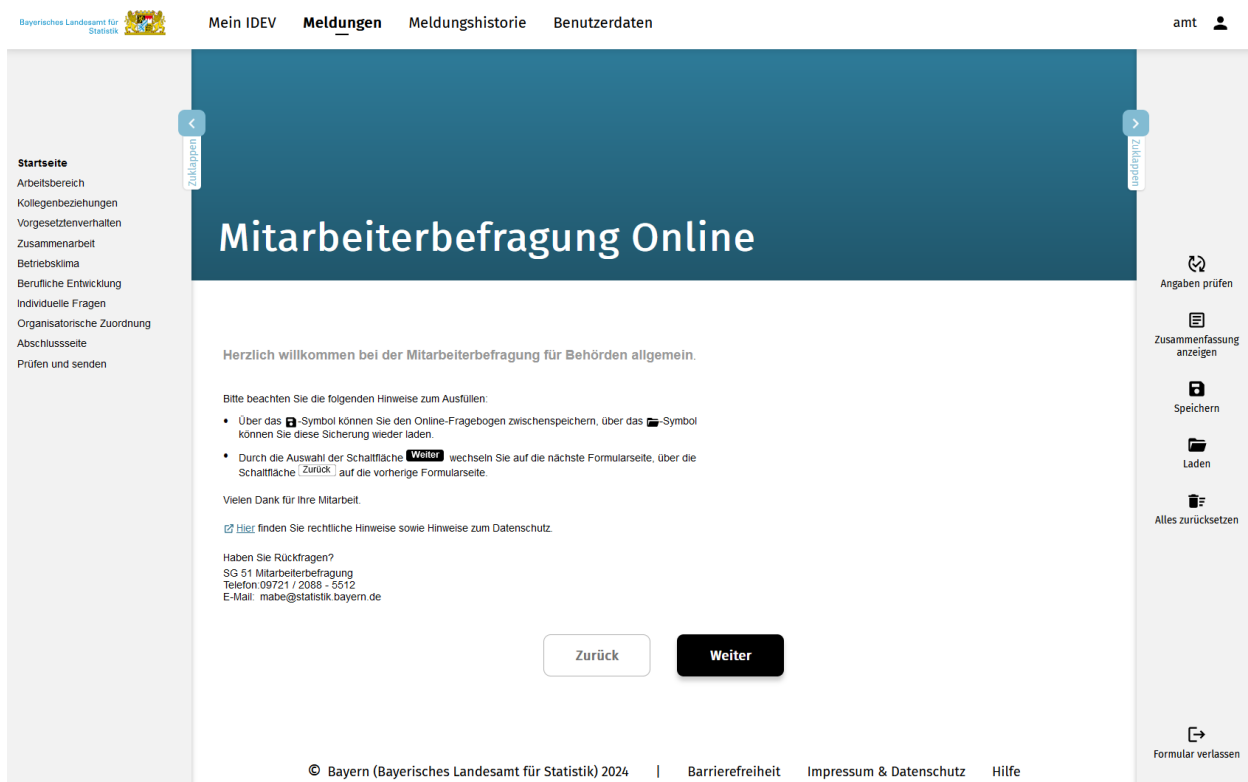 Bayerisches Landesamt für
Statistik
Mein IDEV
Meldungen
Meldungshistorie
Benutzerdaten
amt
Startseite
Arbeitsbereich
Kollegenbeziehungen
Vorgesetztenverhalten
Zusammenarbeit
Betriebsklima
Berufliche Entwicklung
Individuelle Fragen
Organisatorische Zuordnung
Abschlussseite
Prüfen und senden
Zuklappen
Zuklappen
Mitarbeiterbefragung Online
Herzlich willkommen bei der Mitarbeiterbefragung für Behörden allgemein.
Bitte beachten Sie die folgenden Hinweise zum Ausfüllen:
• Über das -Symbol können Sie den Online-Fragebogen zwischenspeichern, über das -Symbol
können Sie diese Sicherung wieder laden.
• Durch die Auswahl der Schaltfläche Weiter wechseln Sie auf die nächste Formularseite, über die
Schaltfläche Zurück auf die vorherige Formularseite.
Vielen Dank für Ihre Mitarbeit.
Hier finden Sie rechtliche Hinweise sowie Hinweise zum Datenschutz.
Haben Sie Rückfragen?
SG 51 Mitarbeiterbefragung
Telefon:09721 / 2088 - 5512
E-Mail: mabe@statistik.bayern.de
Zurück
Weiter
Angaben prüfen
Zusammenfassung
anzeigen
Speichern
Laden
Alles zurücksetzen
Formular verlassen
© Bayern (Bayerisches Landesamt für Statistik) 2024 | Barrierefreiheit Impressum & Datenschutz Hilfe